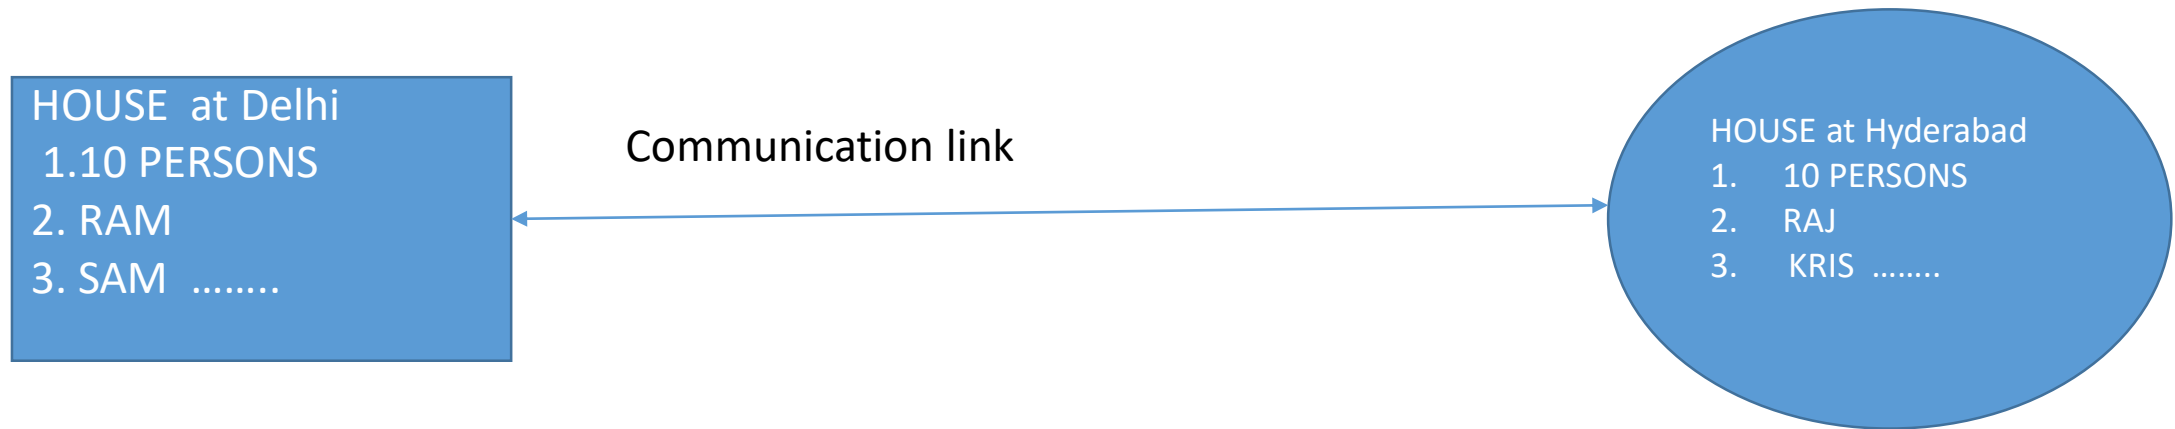 HOUSE at Delhi
1.10 PERSONS
2. RAM
3. SAM ……..
Communication link
HOUSE at Hyderabad
1. 10 PERSONS
2. RAJ
3. KRIS ……..